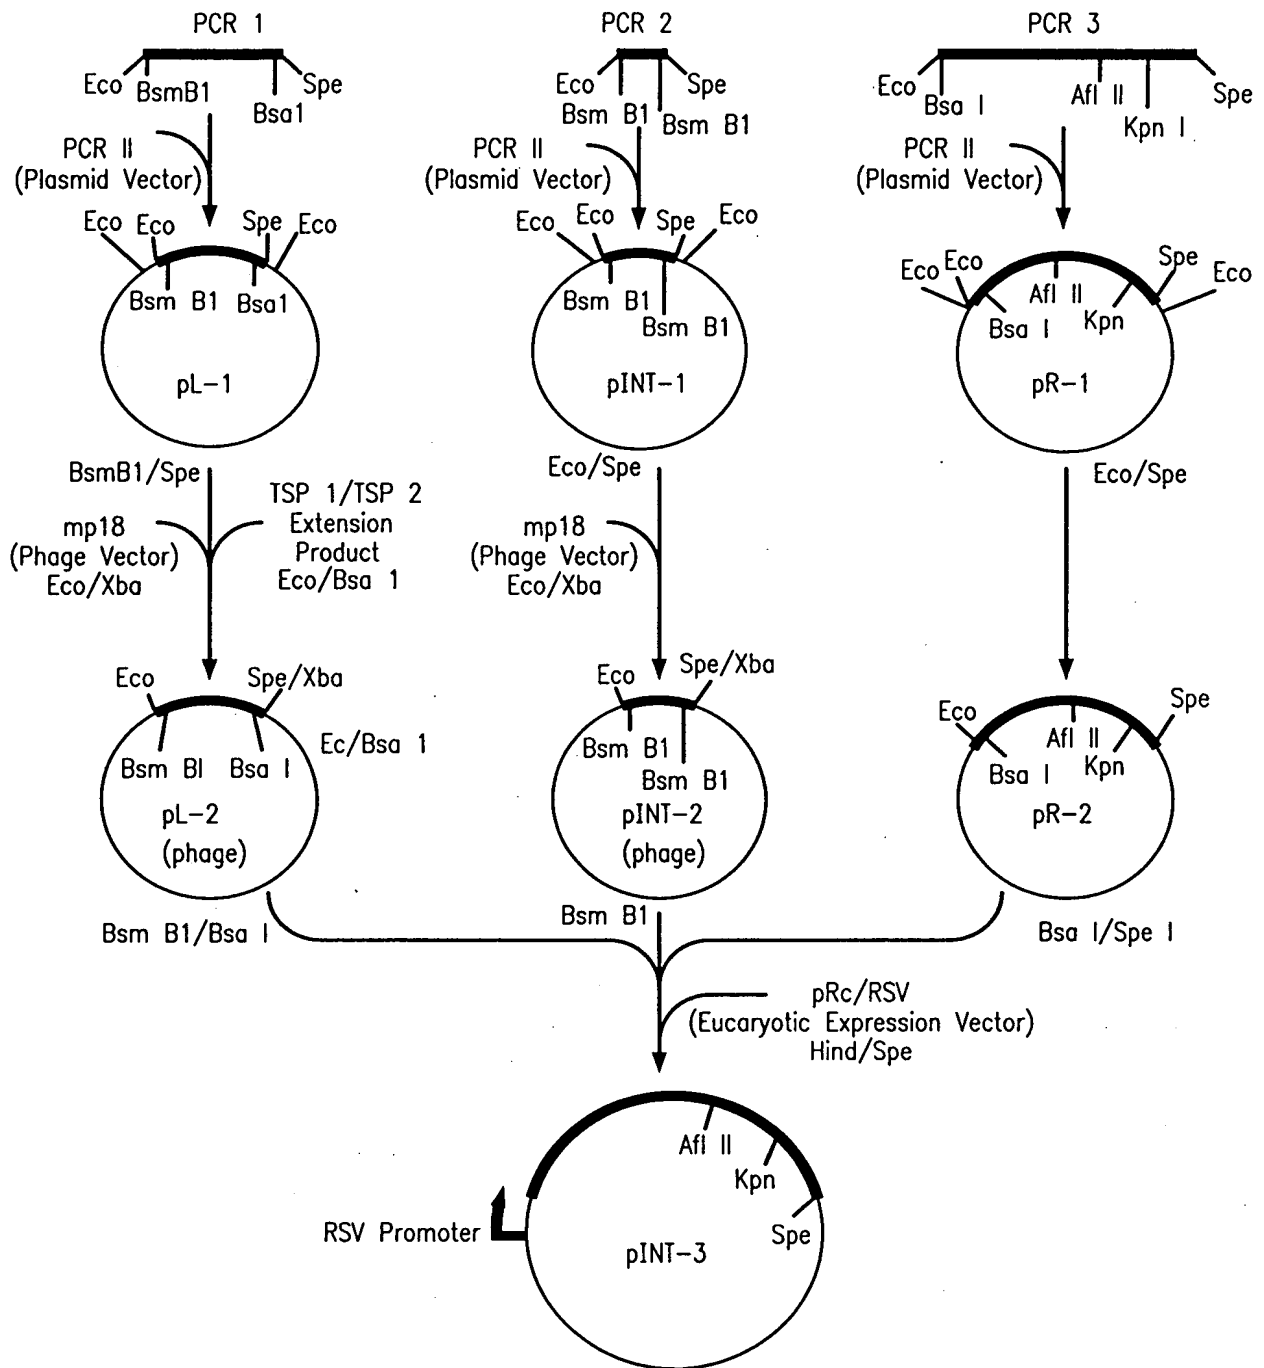 PCR 1
PCR 2
PCR 3
Eco
BsmB1
Bsa1
Spe
Eco
Bsm B1
Bsm B1
Spe
Eco
Bsa I
Afl II
Kpn I
Spe
PCR II
(Plasmid Vector)
PCR II
(Plasmid Vector)
PCR II
(Plasmid Vector)
Eco
Eco
Spe
Eco
Bsm B1
Bsa1
pL-1
Eco
Eco
Spe
Eco
Bsm B1
Bsm B1
pINT-1
Eco
Eco
Spe
Eco
Bsa I
Afl II
Kpn
pR-1
BsmB1/Spe
mp18
(Phage Vector)
Eco/Xba
TSP 1/TSP 2
Extension
Product
Eco/Bsa 1
Eco/Spe
mp18
(Phage Vector)
Eco/Xba
Eco/Spe
Eco
Spe/Xba
Bsm BI
Bsa I
Ec/Bsa 1
pL-2
(phage)
Eco
Spe/Xba
Bsm B1
Bsm B1
pINT-2
(phage)
Eco
Spe
Bsa I
Afl II
Kpn
pR-2
Bsm B1/Bsa I
Bsm B1
Bsa I/Spe I
pRc/RSV
(Eucaryotic Expression Vector)
Hind/Spe
Afl II
Kpn
Spe
RSV Promoter
pINT-3